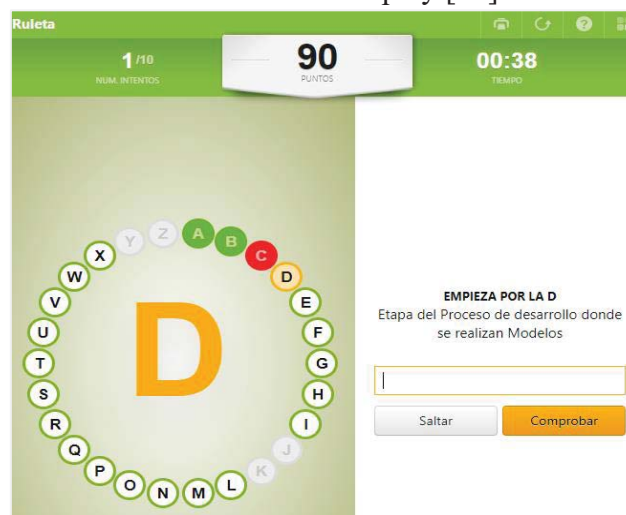 Ruleta
1/10
NUM. INTENTOS
90
PUNTOS
00:38
TIEMPO
A
B
C
D
E
F
G
H
I
J
K
L
M
N
O
P
Q
R
S
T
U
V
W
X
Y
Z
D
EMPIEZA POR LA D
Etapa del Proceso de desarrollo donde
se realizan Modelos
Saltar
Comprobar